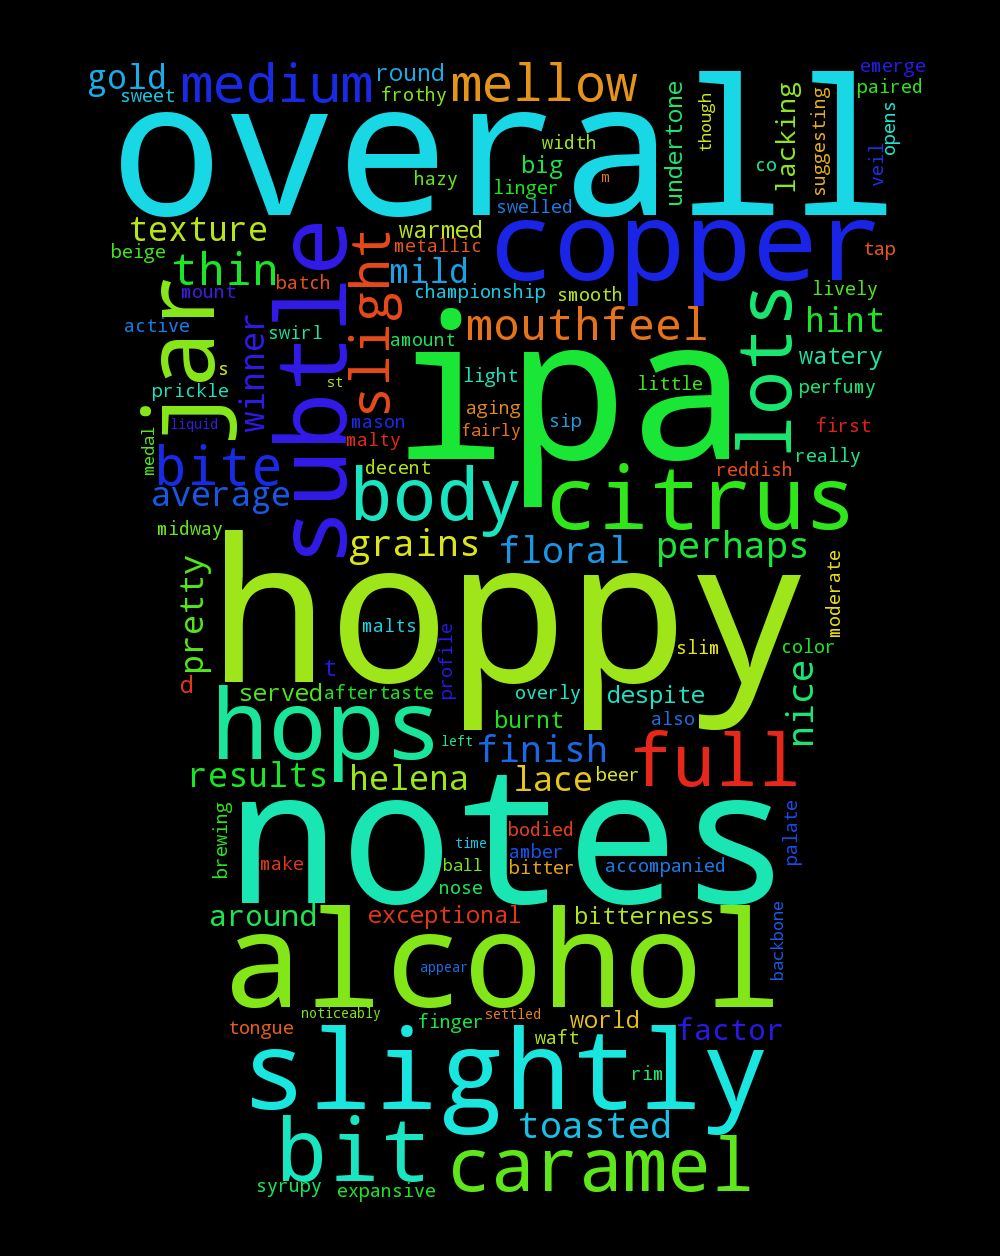 gold
sweet
medium
round
frothy
mellow
emerge
paired
overall
width
big
hazy
linger
swelled
m
undertone
though
co
lacking
suggesting
veil
opens
texture
beige
thin
batch
mount
subtle
slight
warmed
metallic
mild
copper
tap
championship
smooth
lively
jar
active
winner
swirl
amount
ipa
mouthfeel
lots
hint
watery
perfumy
s
prickle
st
light
little
liquid
mason
malty
aging
fairly
sip
first
medal
bite
average
decent
body
citrus
reddish
really
midway
grains
floral
perhaps
pretty
hoppy
malts
moderate
slim
color
d
t
profile
served
aftertaste
overly
despite
nice
hops
burnt
also
left
finish
full
results
helena
lace
beer
brewing
notes
time
bodied
amber
make
ball
bitter
accompanied
palate
nose
around
exceptional
bitterness
alcohol
appear
backbone
noticeably
tongue
finger
settled
world
waft
factor
slightly
rim
bit
toasted
caramel
syrupy
expansive